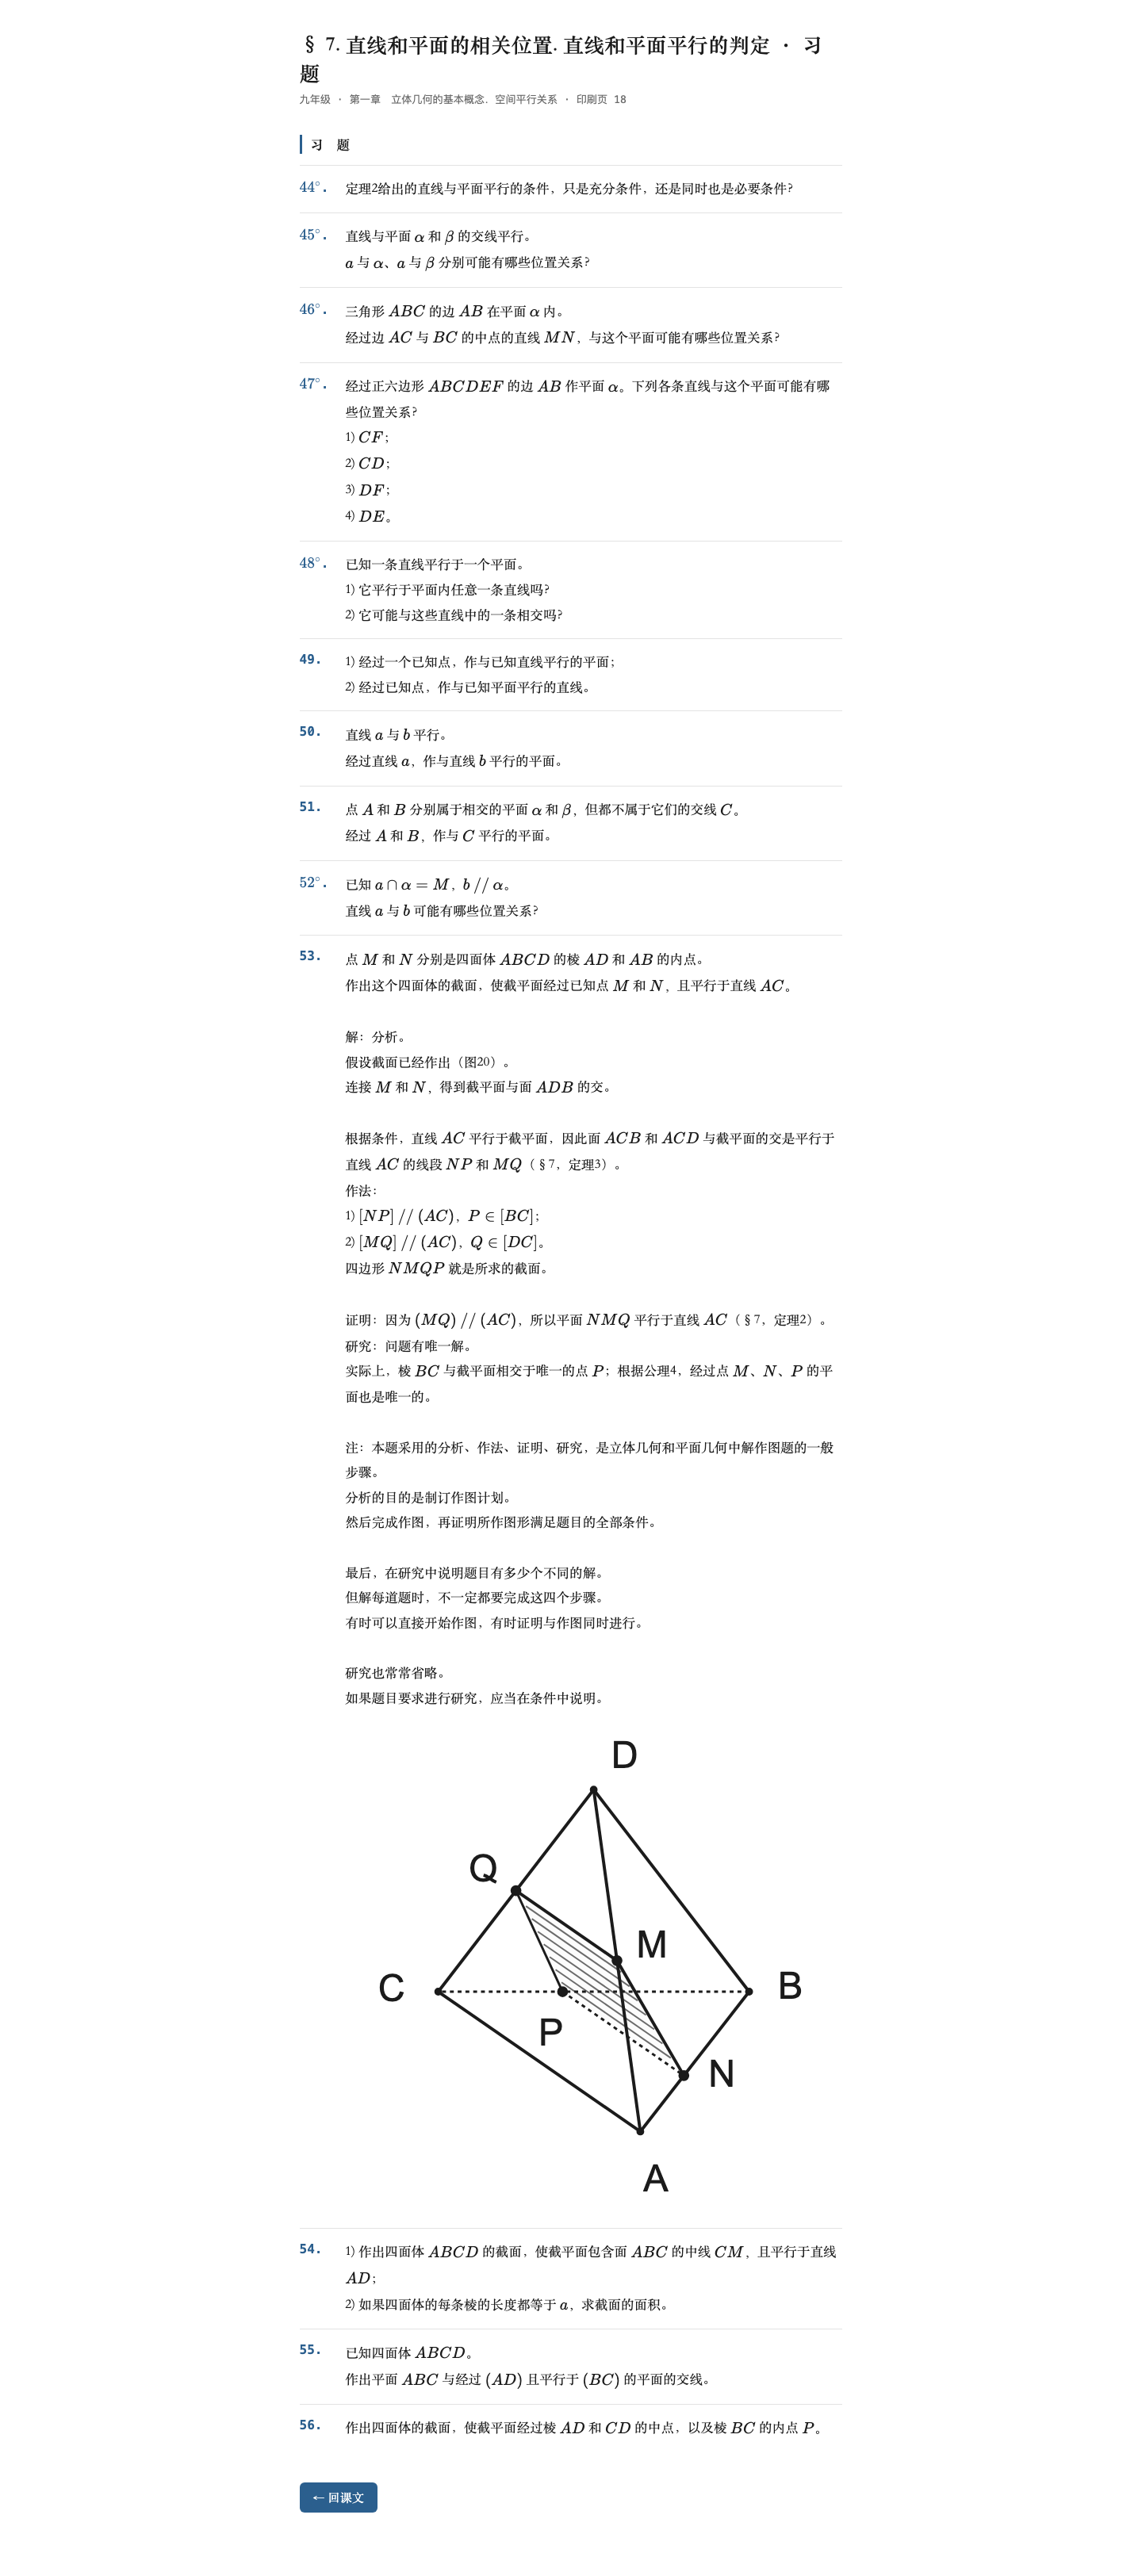 § 7. 直线和平面的相关位置. 直线和平面平行的判定 · 习
题
九年级 · 第一章 立体几何的基本概念. 空间平行关系 · 印刷页 18
习 题
44°. 定理2给出的直线与平面平行的条件，只是充分条件，还是同时也是必要条件?
45°. 直线与平面 α 和 β 的交线平行。
a 与 α、a 与 β 分别可能有哪些位置关系?
46°. 三角形 ABC 的边 AB 在平面 α 内。
经过边 AC 与 BC 的中点的直线 MN，与这个平面可能有哪些位置关系?
47°. 经过正六边形 ABCDEF 的边 AB 作平面 α。下列各条直线与这个平面可能有哪
些位置关系?
1) CF;
2) CD;
3) DF;
4) DE。
48°. 已知一条直线平行于一个平面。
1) 它平行于平面内任意一条直线吗?
2) 它可能与这些直线中的一条相交吗?
49. 1) 经过一个已知点，作与已知直线平行的平面;
2) 经过已知点，作与已知平面平行的直线。
50. 直线 a 与 b 平行。
经过直线 a，作与直线 b 平行的平面。
51. 点 A 和 B 分别属于相交的平面 α 和 β，但都不属于它们的交线 C。
经过 A 和 B，作与 C 平行的平面。
52°. 已知 a ∩ α = M，b // α。
直线 a 与 b 可能有哪些位置关系?
53. 点 M 和 N 分别是四面体 ABCD 的棱 AD 和 AB 的内点。
作出这个四面体的截面，使截平面经过已知点 M 和 N，且平行于直线 AC。
解：分析。
假设截面已经作出（图20）。
连接 M 和 N，得到截平面与面 ADB 的交。
根据条件，直线 AC 平行于截平面，因此面 ACB 和 ACD 与截平面的交是平行于
直线 AC 的线段 NP 和 MQ（§7，定理3）。
作法：
1) [NP] // (AC)，P ∈ [BC];
2) [MQ] // (AC)，Q ∈ [DC]。
四边形 NMQP 就是所求的截面。
证明：因为 (MQ) // (AC)，所以平面 NMQ 平行于直线 AC（§7，定理2）。
研究：问题有唯一解。
实际上，棱 BC 与截平面相交于唯一的点 P；根据公理4，经过点 M、N、P 的平
面也是唯一的。
注：本题采用的分析、作法、证明、研究，是立体几何和平面几何中解作图题的一般
步骤。
分析的目的是制订作图计划。
然后完成作图，再证明所作图形满足题目的全部条件。
最后，在研究中说明题目有多少个不同的解。
但解每道题时，不一定都要完成这四个步骤。
有时可以直接开始作图，有时证明与作图同时进行。
研究也常常省略。
如果题目要求进行研究，应当在条件中说明。
D
Q
M
C
B
P
N
A
54. 1) 作出四面体 ABCD 的截面，使截平面包含面 ABC 的中线 CM，且平行于直线
AD;
2) 如果四面体的每条棱的长度都等于 a，求截面的面积。
55. 已知四面体 ABCD。
作出平面 ABC 与经过 (AD) 且平行于 (BC) 的平面的交线。
56. 作出四面体的截面，使截平面经过棱 AD 和 CD 的中点，以及棱 BC 的内点 P。
← 回课文